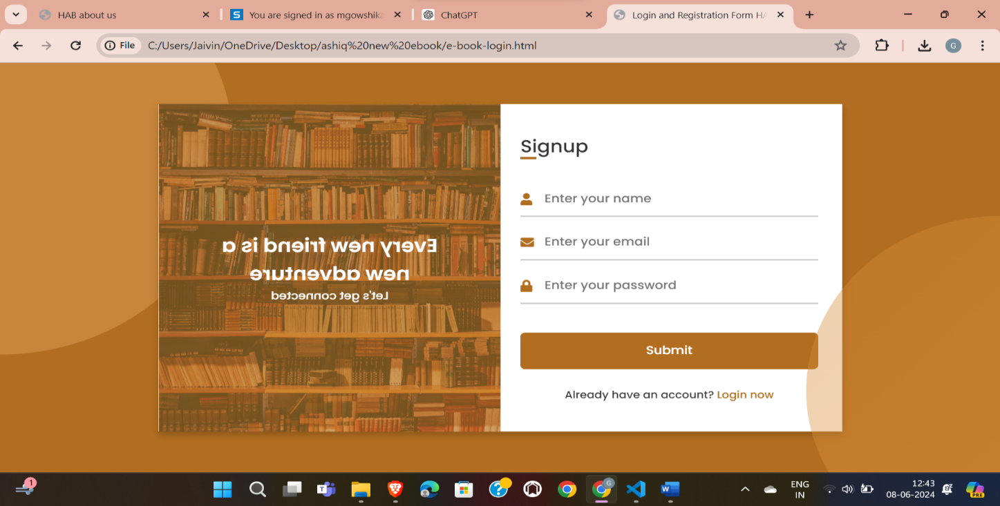 HAB about us
You are signed in as mgowshika
ChatGPT
Login and Registration Form HA
File
C:/Users/Jaivin/OneDrive/Desktop/ashiq%20new%20ebook/e-book-login.html
G
Every new friend is a
new adventure
Let's get connected
Signup
Enter your name
Enter your email
Enter your password
Submit
Already have an account? Login now
1
ENG
IN
12:43
08-06-2024
PRE